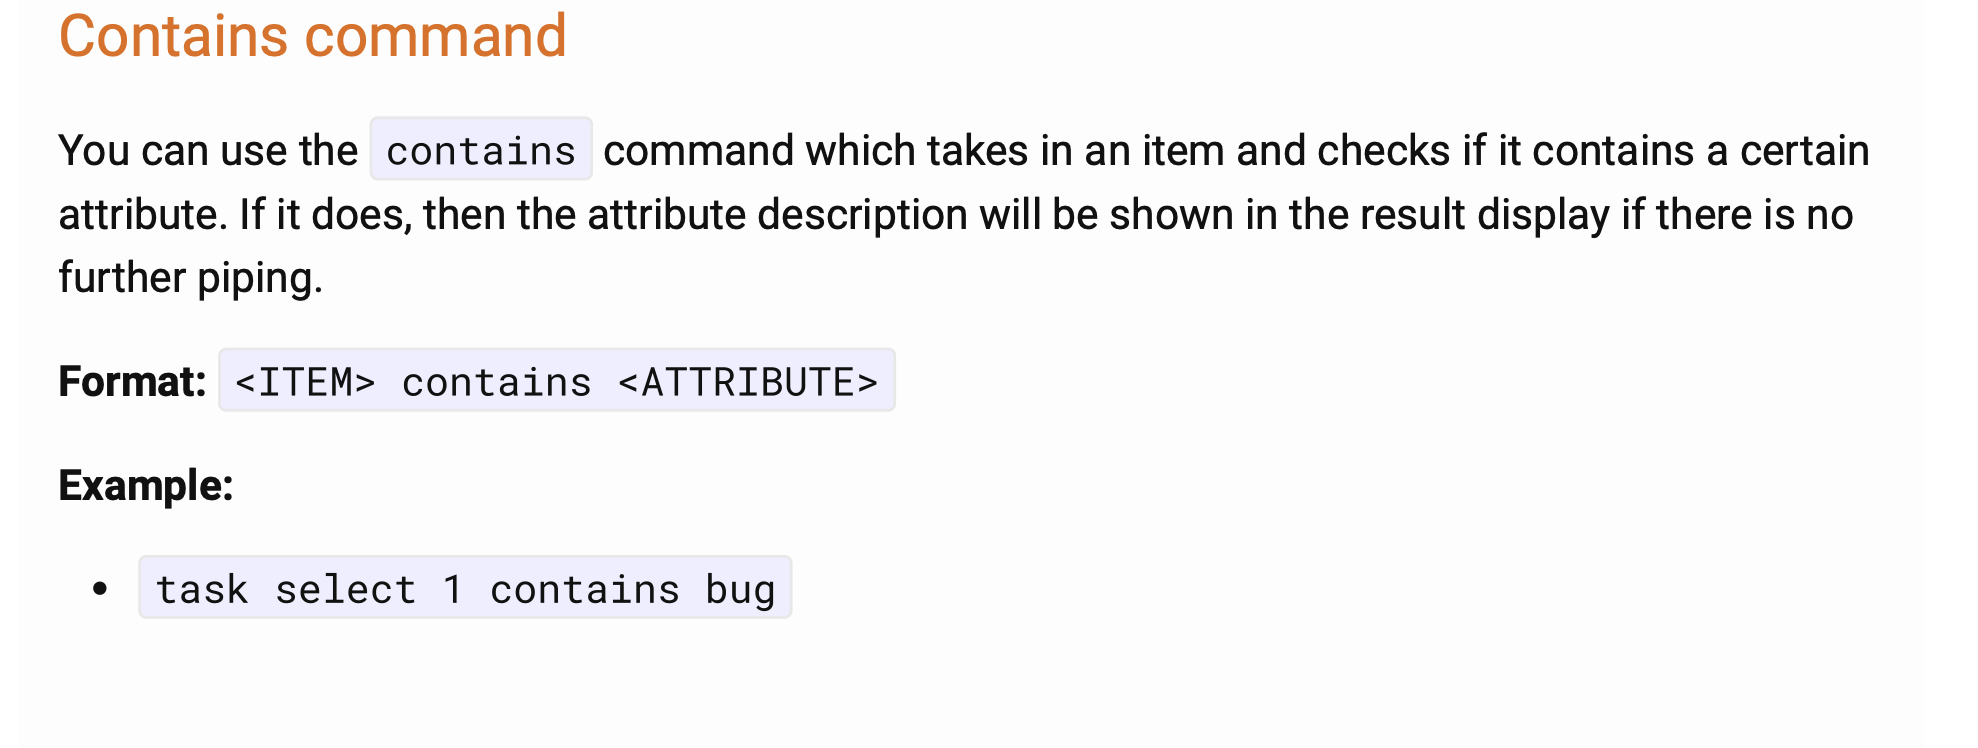 Contains command
You can use the contains command which takes in an item and checks if it contains a certain
attribute. If it does, then the attribute description will be shown in the result display if there is no
further piping.
Format: <ITEM> contains <ATTRIBUTE>
Example:
• task select 1 contains bug